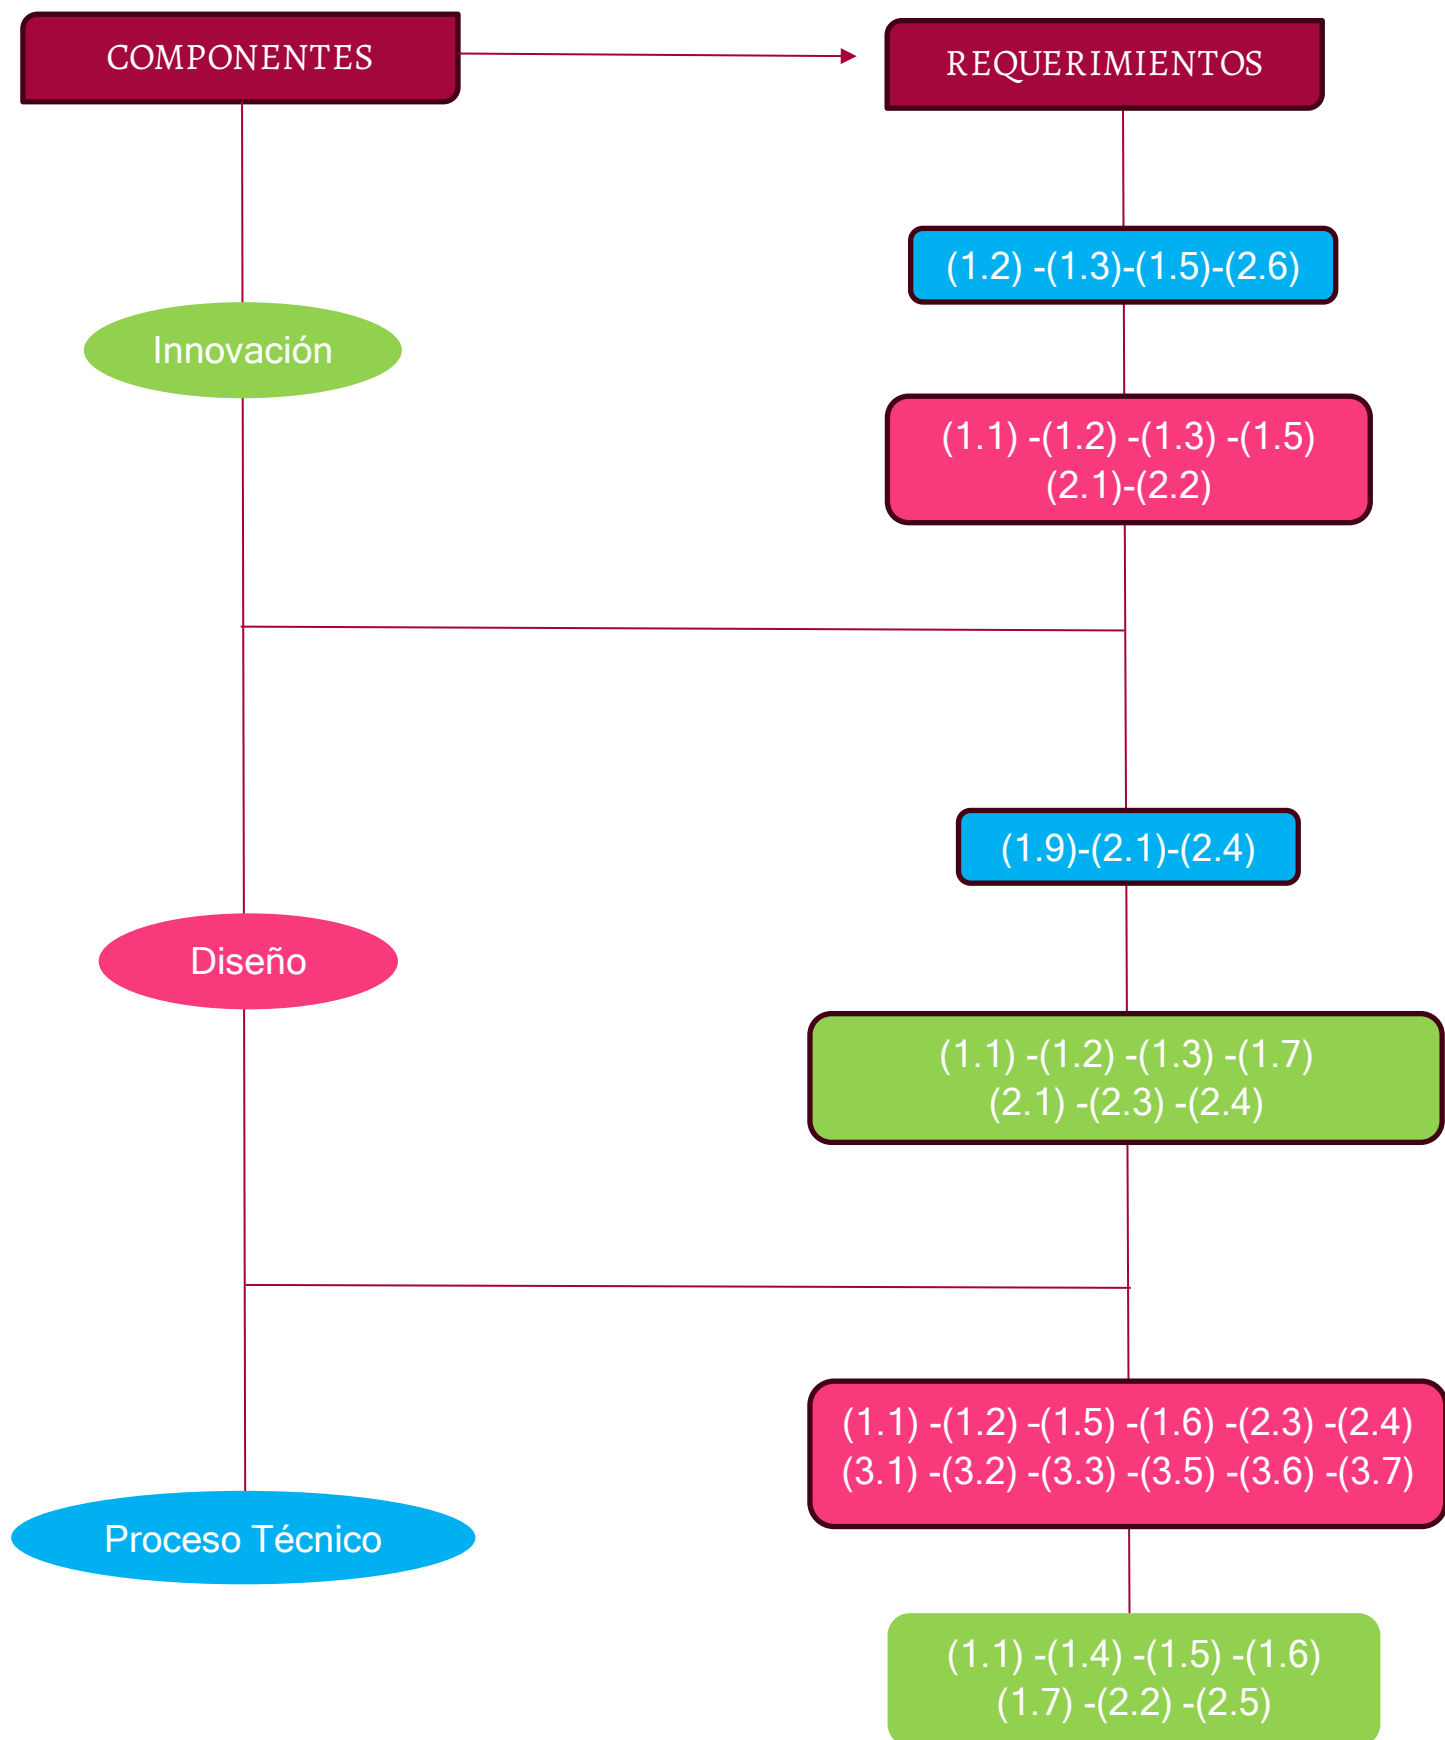 COMPONENTES
REQUERIMIENTOS
(1.2) -(1.3)-(1.5)-(2.6)
Innovación
(1.1) -(1.2) -(1.3) -(1.5)
(2.1)-(2.2)
(1.9)-(2.1)-(2.4)
Diseño
(1.1) -(1.2) -(1.3) -(1.7)
(2.1) -(2.3) -(2.4)
(1.1) -(1.2) -(1.5) -(1.6) -(2.3) -(2.4)
(3.1) -(3.2) -(3.3) -(3.5) -(3.6) -(3.7)
Proceso Técnico
(1.1) -(1.4) -(1.5) -(1.6)
(1.7) -(2.2) -(2.5)